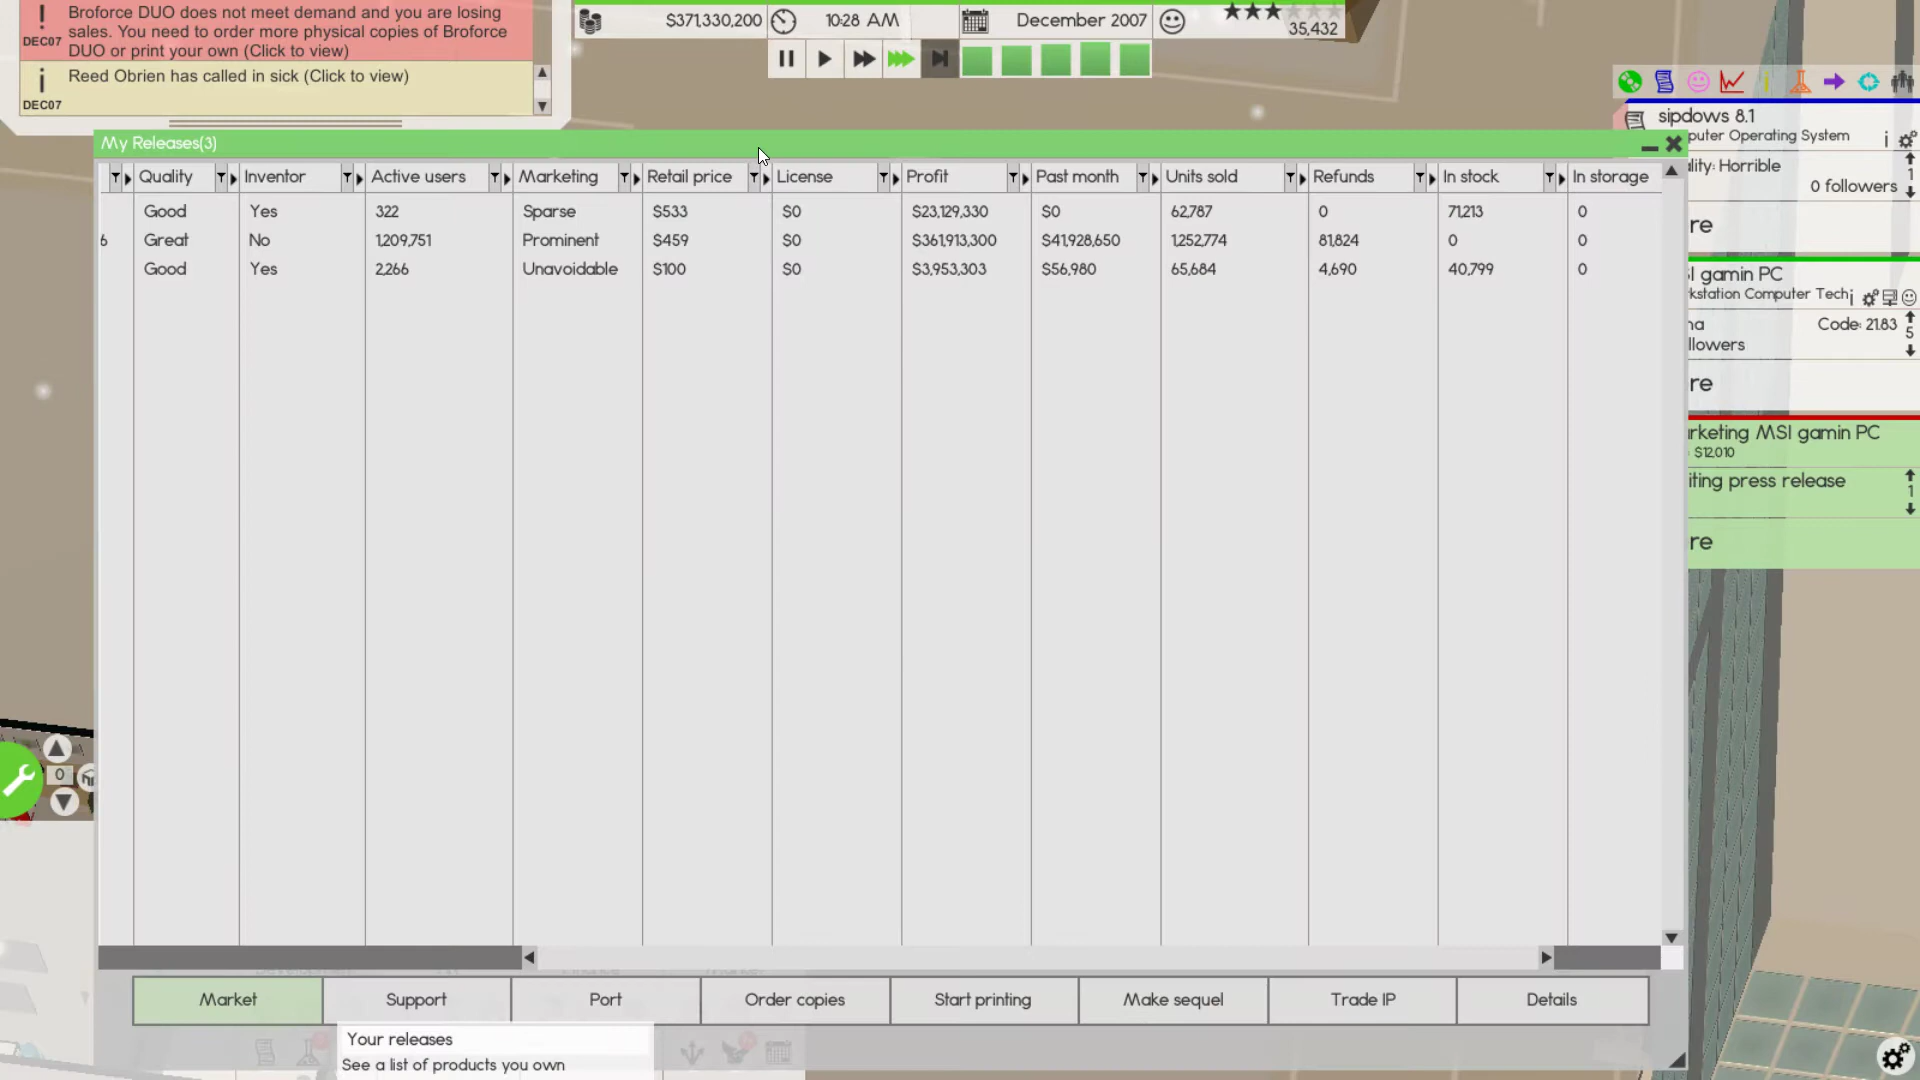 Broforce DUO does not meet demand and you are losing
sales. You need to order more physical copies of Broforce
DUO or print your own (Click to view)
DEC07
Reed Obrien has called in sick (Click to view)
DEC07
$371,330,200
10:28 AM
December 2007
35,432
My Releases(3)
Quality Inventor Active users Marketing Retail price License Profit Past month Units sold Refunds In stock In storage
Good Yes 322 Sparse $533 $0 $23,129,330 $0 62,787 0 71,213 0
6 Great No 1,209,751 Prominent $459 $0 $361,913,300 $41,928,650 1,252,774 81,824 0 0
Good Yes 2,266 Unavoidable $100 $0 $3,953,303 $56,980 65,684 4,690 40,799 0
sipdows 8.1
puter Operating System
ality: Horrible
1
0 followers
re
SI gamin PC
kstation Computer Tech
na
Code: 21.83
5
llowers
re
arketing MSI gamin PC
$12,010
iting press release
1
re
0
Market Support Port Order copies Start printing Make sequel Trade IP Details
Your releases
See a list of products you own